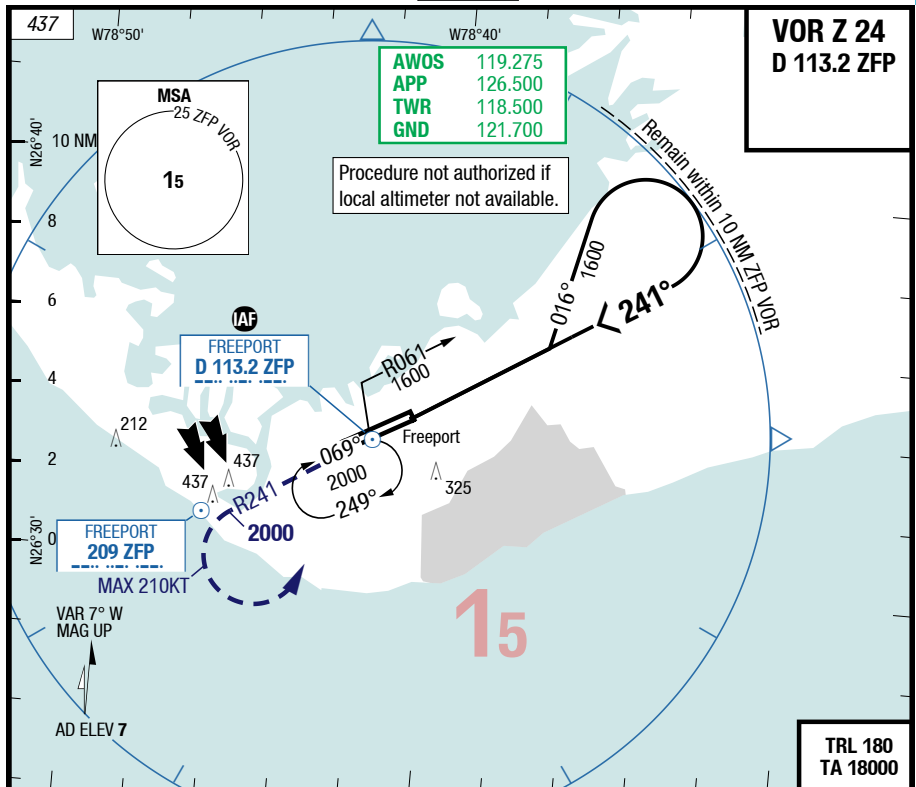 437
W78°50'
W78°40'
VOR Z 24
D 113.2 ZFP
AWOS 119.275
APP 126.500
TWR 118.500
GND 121.700
MSA
25 ZFP VOR
15
N26°40'
10 NM
8
6
4
2
0
N26°30'
Procedure not authorized if
local altimeter not available.
Remain within 10 NM ZFP VOR
016° 1600
241°
IAF
FREEPORT
D 113.2 ZFP
R061
1600
Freeport
212
437
437
325
069°
2000
249°
R241
2000
FREEPORT
209 ZFP
MAX 210KT
15
VAR 7° W
MAG UP
AD ELEV 7
TRL 180
TA 18000